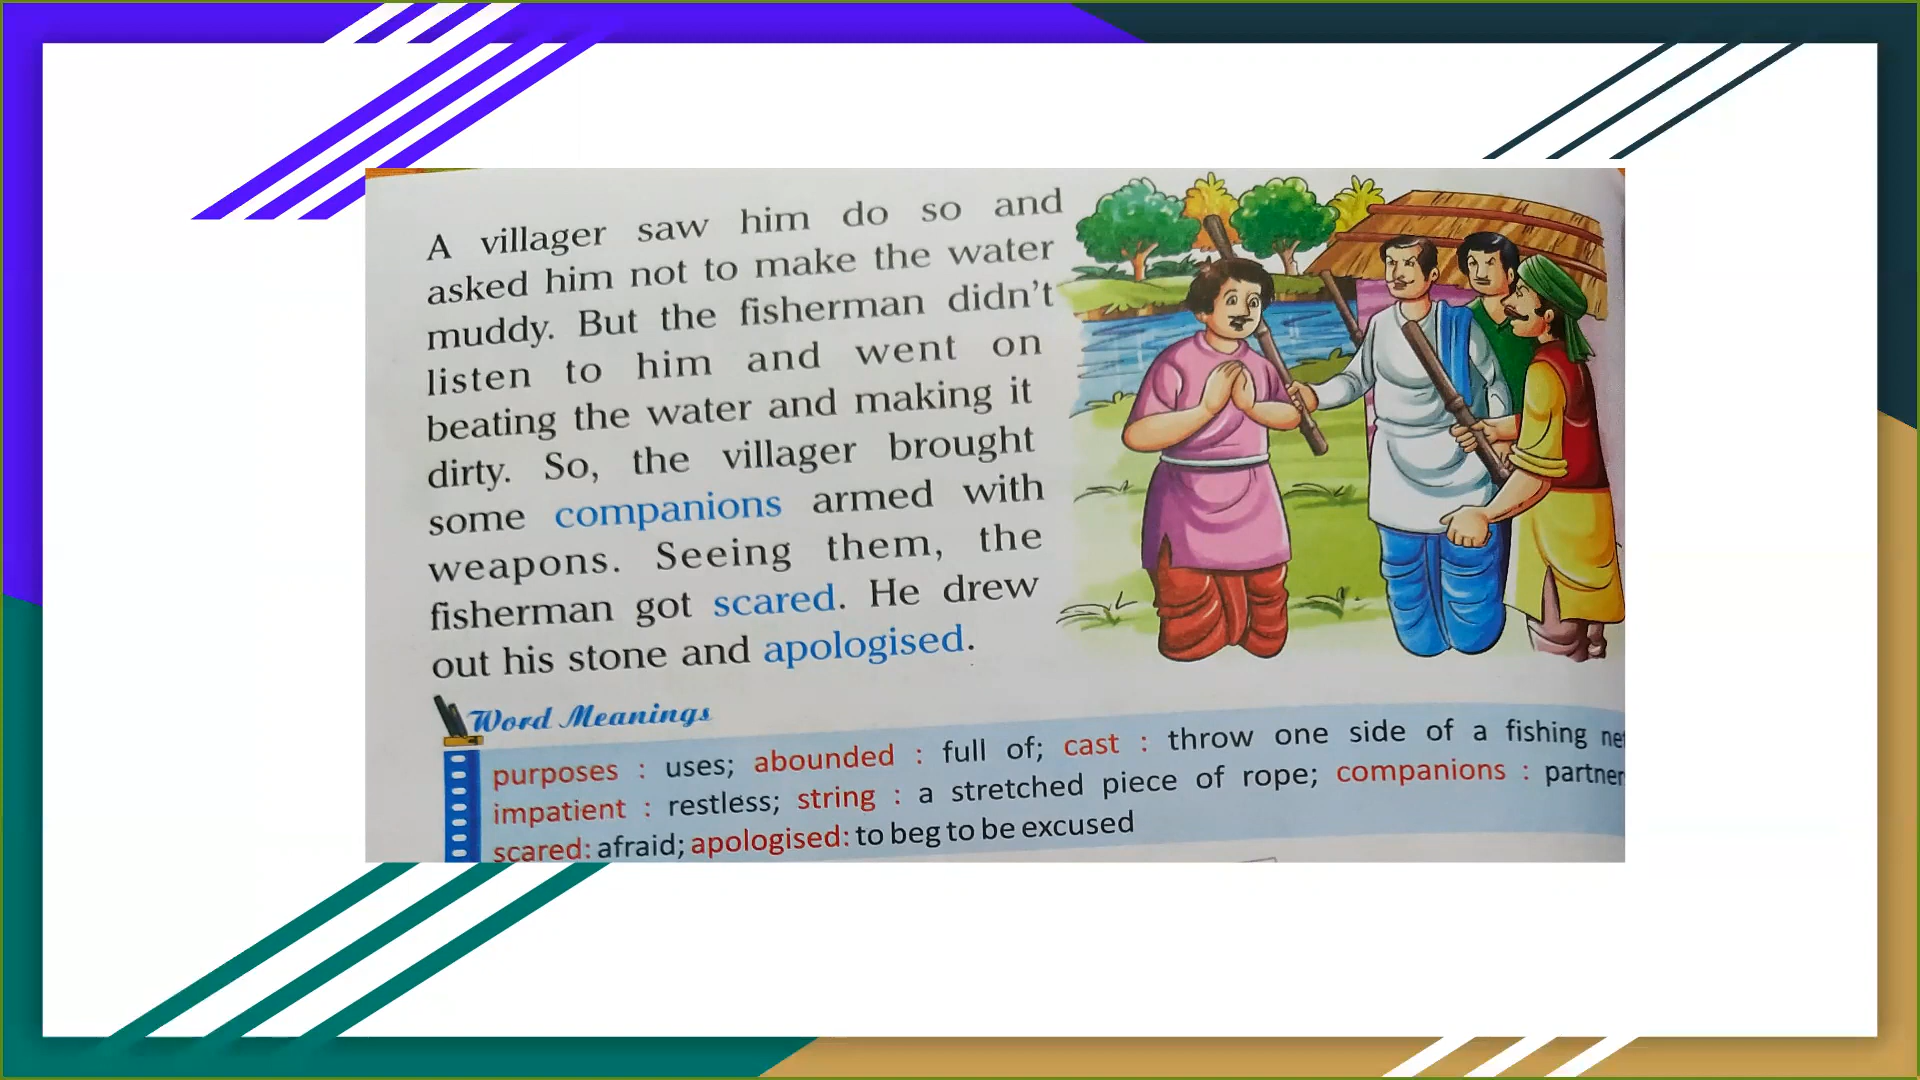 A villager saw him do so and
asked him not to make the water
muddy. But the fisherman didn't
listen to him and went on
beating the water and making it
dirty. So, the villager brought
some companions armed with
weapons. Seeing them, the
fisherman got scared. He drew
out his stone and apologised.
Word Meanings
purposes : uses; abounded : full of; cast : throw one side of a fishing net
impatient : restless; string : a stretched piece of rope; companions : partner
scared: afraid; apologised: to beg to be excused